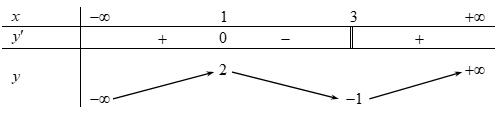 x −∞ 1 3 +∞
y′ + 0 − +
y −∞ 2 −1 +∞